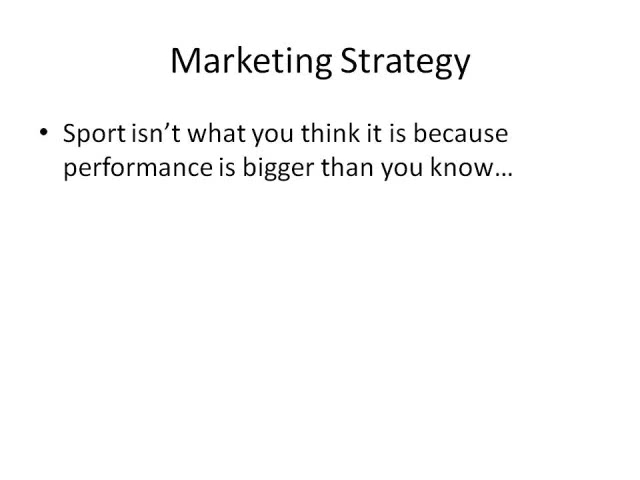 Marketing Strategy
• Sport isn’t what you think it is because
performance is bigger than you know…